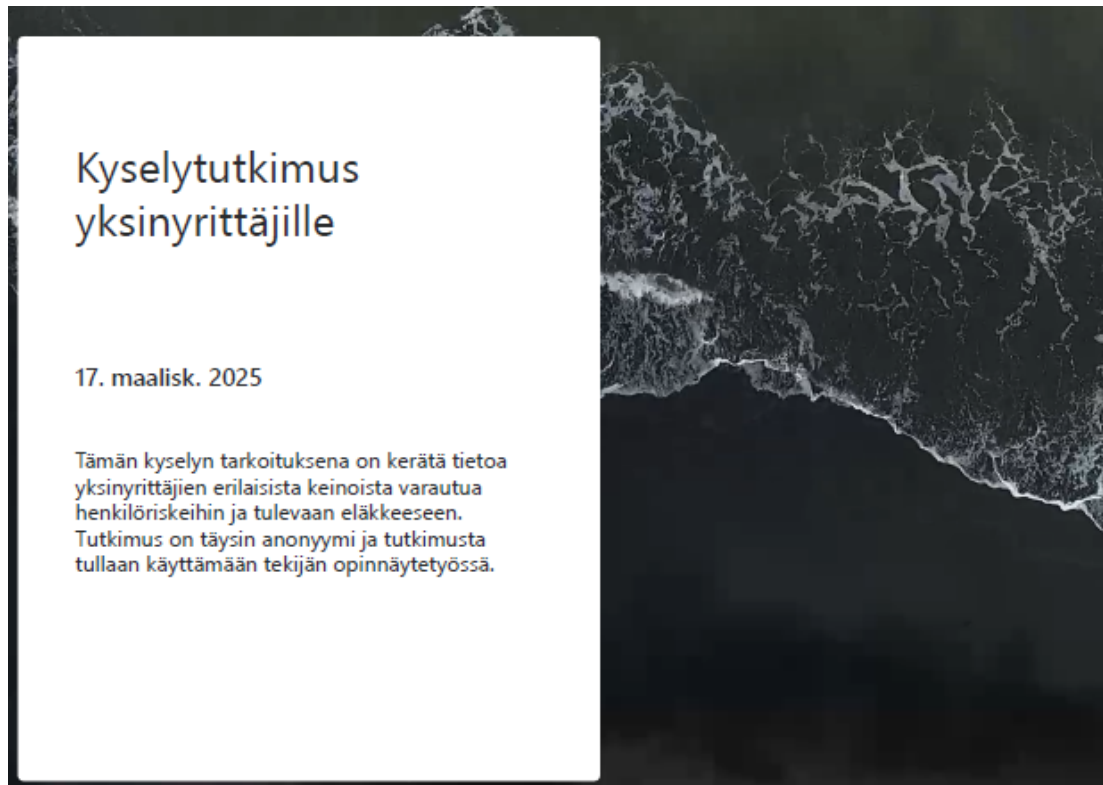 Kyselytutkimus
yksinyrittäjille
17. maalisk. 2025
Tämän kyselyn tarkoituksena on kerätä tietoa
yksinyrittäjien erilaisista keinoista varautua
henkilöriskeihin ja tulevaan eläkkeeseen.
Tutkimus on täysin anonyymi ja tutkimusta
tullaan käyttämään tekijän opinnäytetyössä.